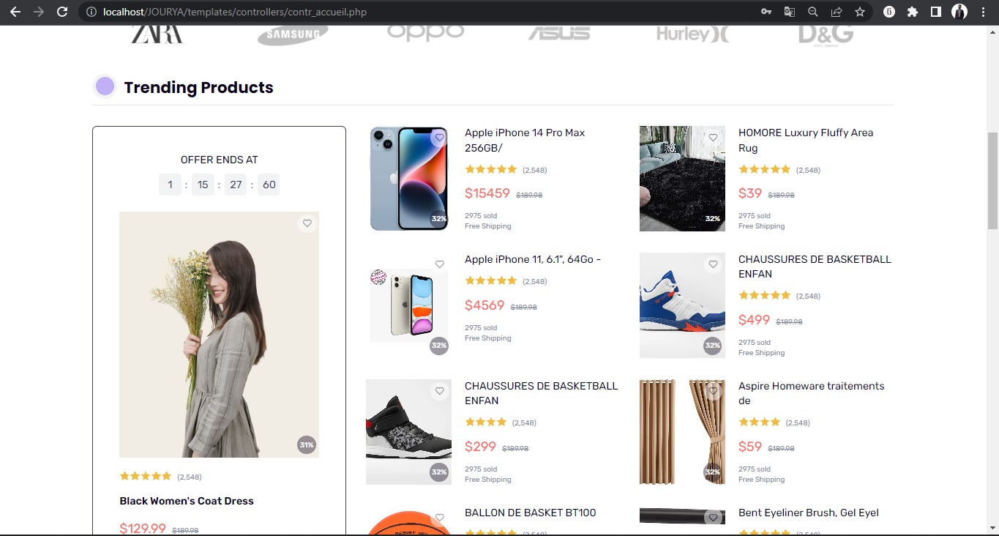 localhost/JOURYA/templates/controllers/contr_accueil.php
ZARA
SAMSUNG
oppo
ASUS
Hurley
D&G
Trending Products
OFFER ENDS AT
1 : 15 : 27 : 60
31%
(2,548)
Black Women's Coat Dress
$129.99 $189.98
Apple iPhone 14 Pro Max
256GB/
(2,548)
$15459 $189.98
2975 sold
Free Shipping
32%
HOMORE Luxury Fluffy Area
Rug
(2,548)
$39 $189.98
2975 sold
Free Shipping
32%
Apple iPhone 11, 6.1", 64Go -
(2,548)
$4569 $189.98
2975 sold
Free Shipping
32%
CHAUSSURES DE BASKETBALL
ENFAN
(2,548)
$499 $189.98
2975 sold
Free Shipping
32%
CHAUSSURES DE BASKETBALL
ENFAN
(2,548)
$299 $189.98
2975 sold
Free Shipping
32%
Aspire Homeware traitements
de
(2,548)
$59 $189.98
2975 sold
Free Shipping
32%
BALLON DE BASKET BT100
(2,548)
Bent Eyeliner Brush, Gel Eyel
(2,548)